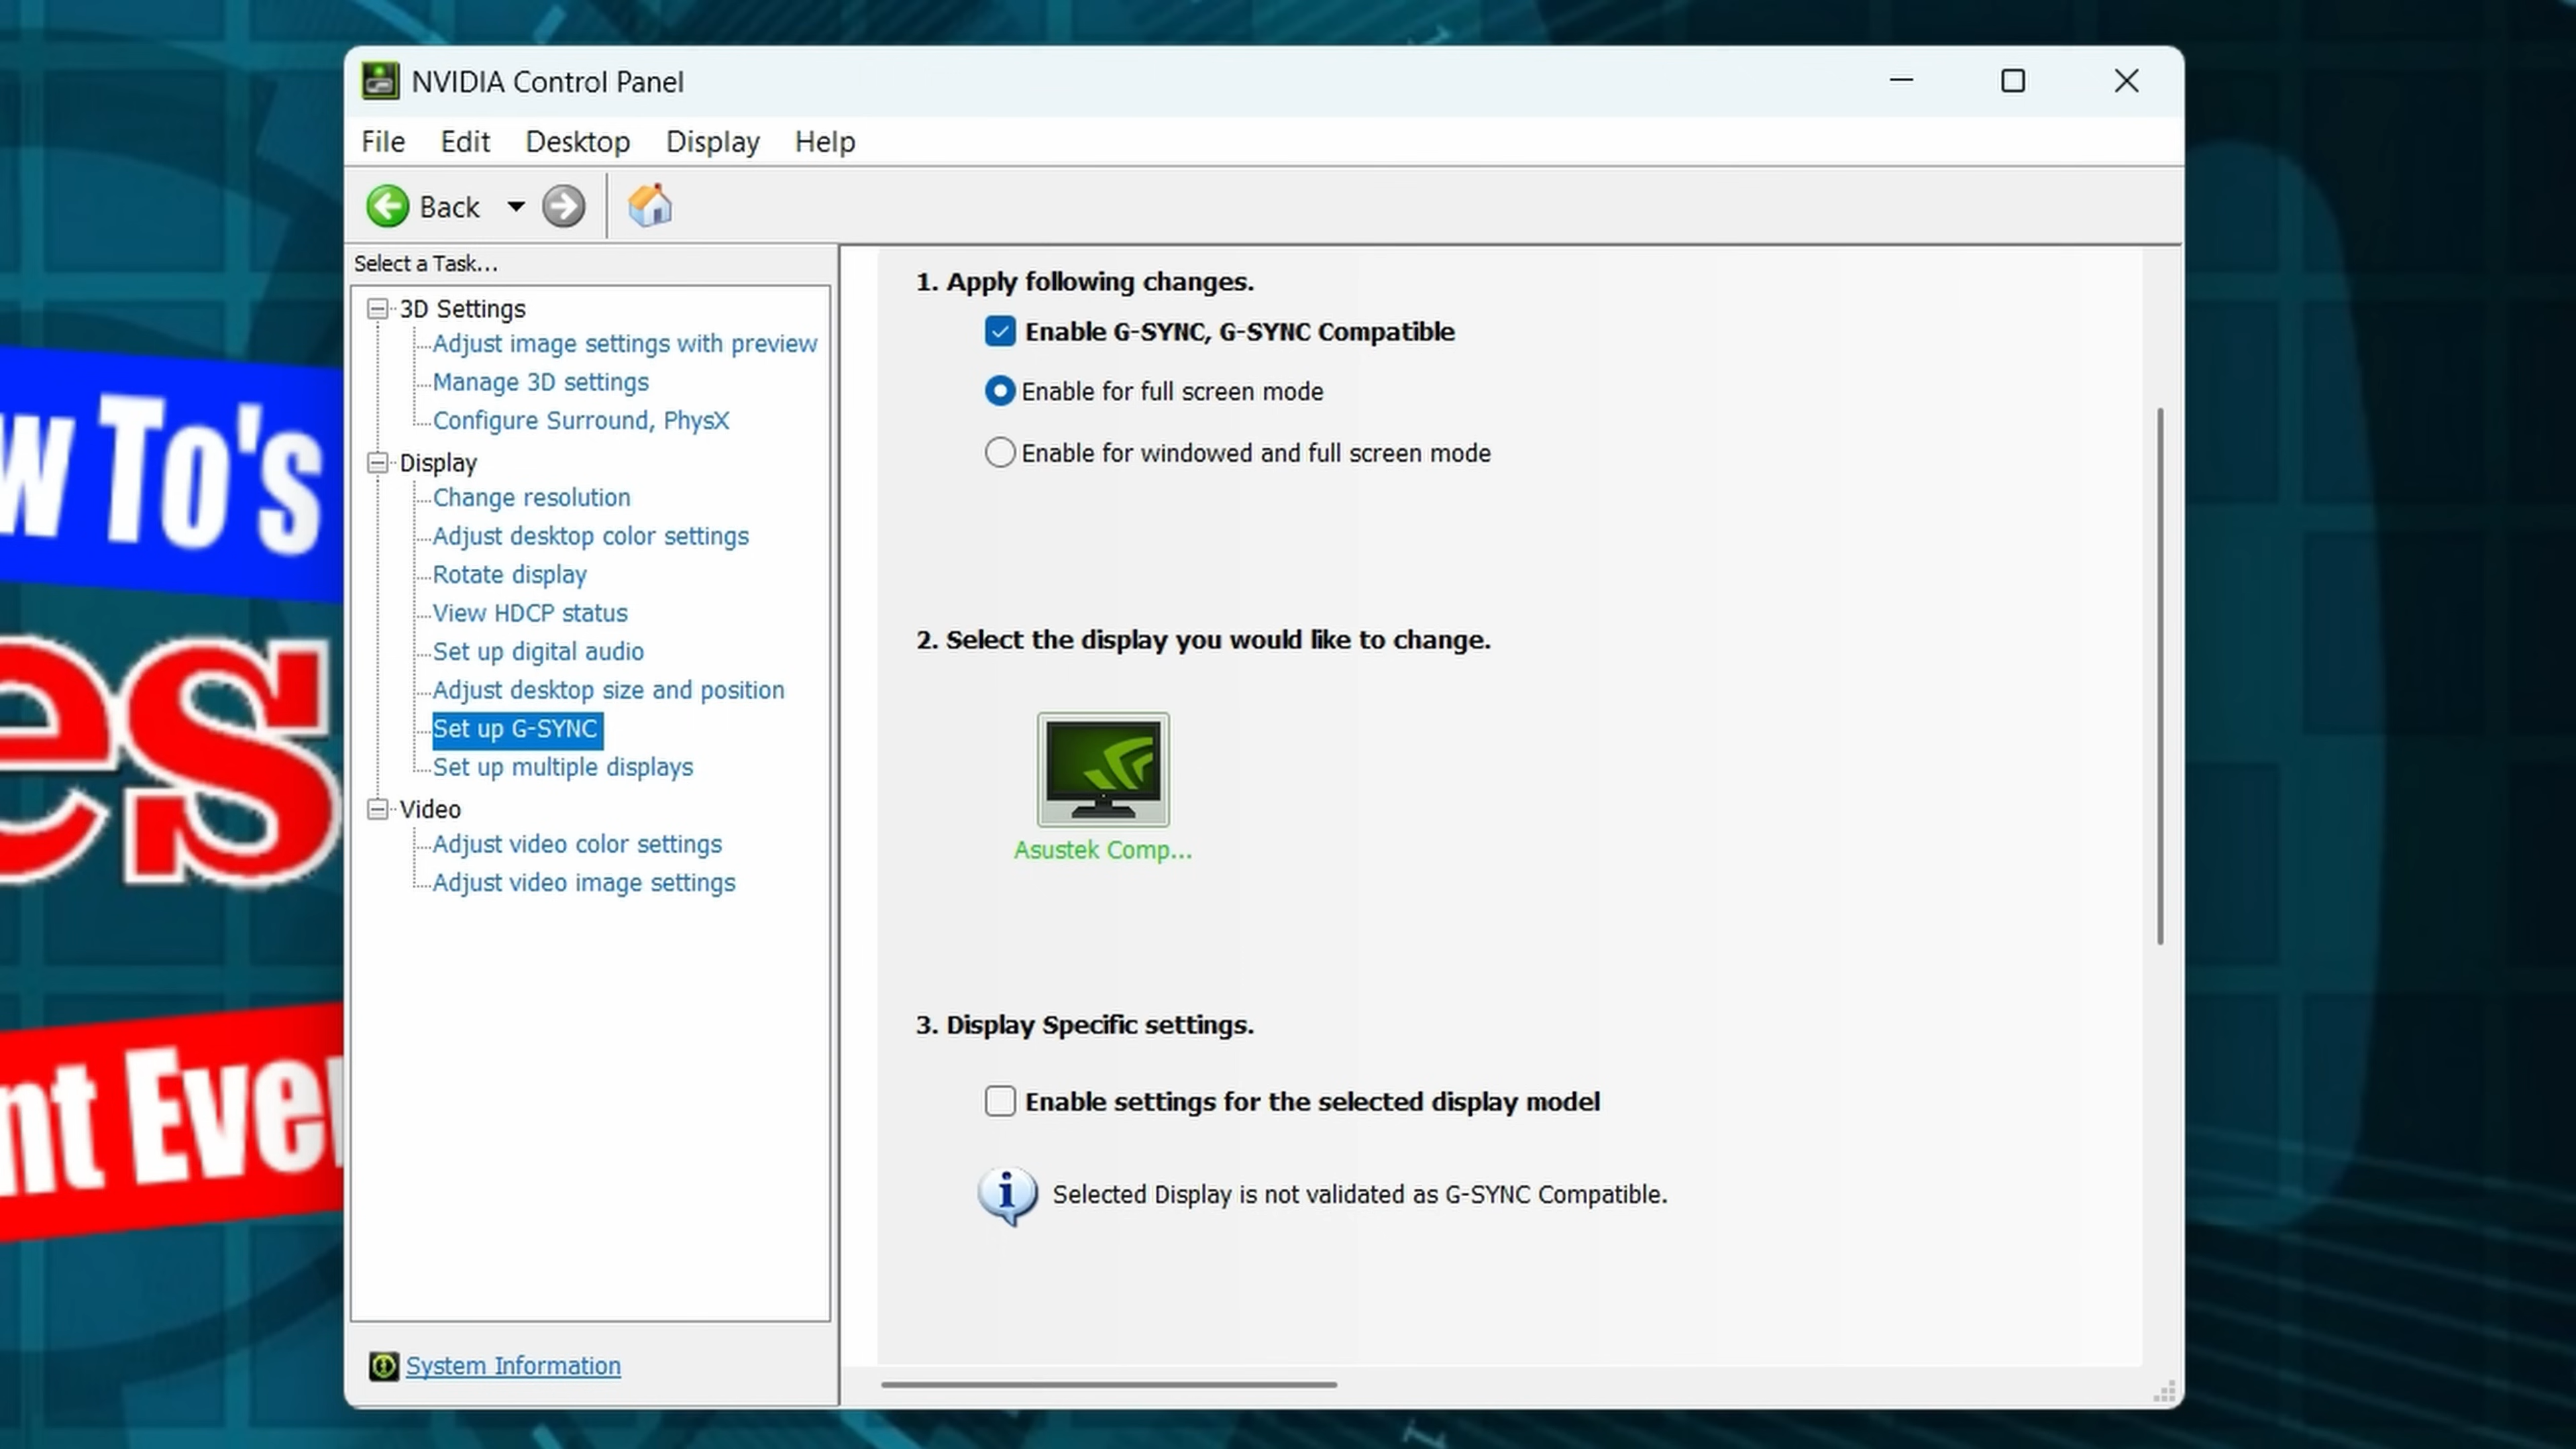 NVIDIA Control Panel
File Edit Desktop Display Help
Back
Select a Task...
3D Settings
Adjust image settings with preview
Manage 3D settings
Configure Surround, PhysX
Display
Change resolution
Adjust desktop color settings
Rotate display
View HDCP status
Set up digital audio
Adjust desktop size and position
Set up G-SYNC
Set up multiple displays
Video
Adjust video color settings
Adjust video image settings
System Information
1. Apply following changes.
Enable G-SYNC, G-SYNC Compatible
Enable for full screen mode
Enable for windowed and full screen mode
2. Select the display you would like to change.
Asustek Comp...
3. Display Specific settings.
Enable settings for the selected display model
Selected Display is not validated as G-SYNC Compatible.
w To's
es
nt Ever